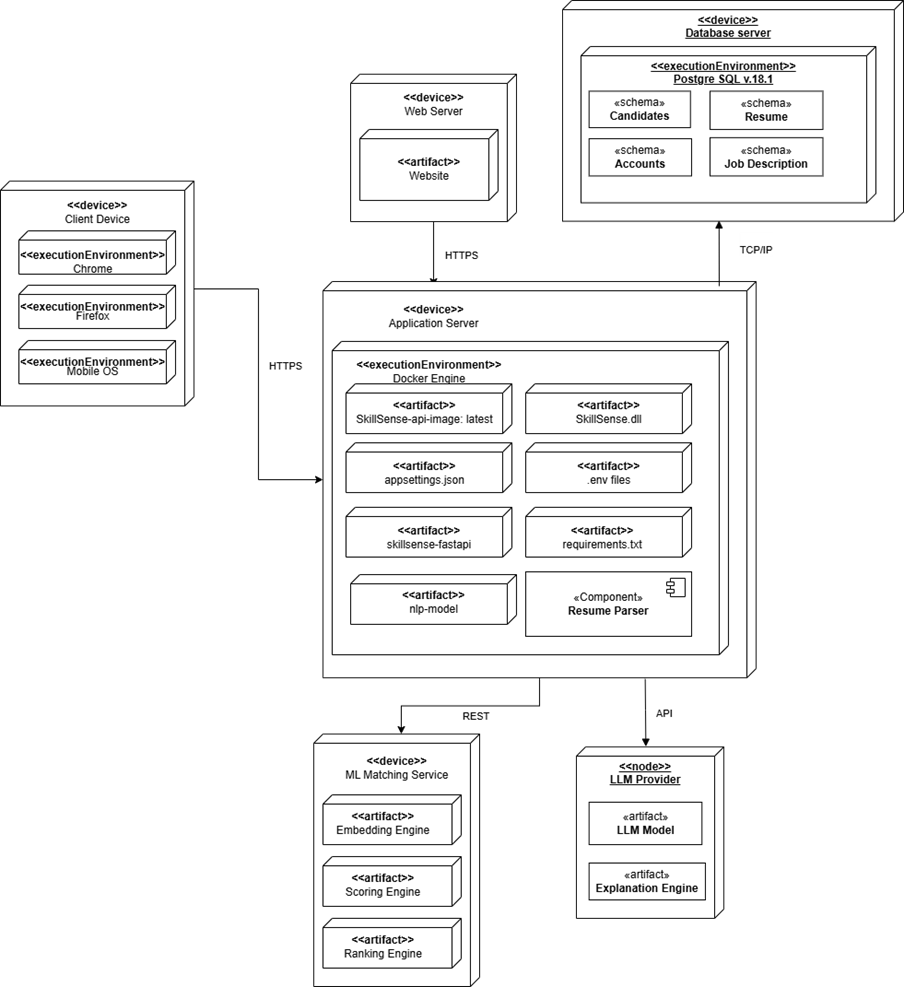 <<device>>
Database server
<<executionEnvironment>>
Postgre SQL v.18.1
«schema»
Candidates
«schema»
Resume
«schema»
Accounts
«schema»
Job Description
<<device>>
Web Server
<<artifact>>
Website
<<device>>
Client Device
<<executionEnvironment>>
Chrome
<<executionEnvironment>>
Firefox
<<executionEnvironment>>
Mobile OS
HTTPS
TCP/IP
HTTPS
<<device>>
Application Server
<<executionEnvironment>>
Docker Engine
<<artifact>>
SkillSense-api-image: latest
<<artifact>>
SkillSense.dll
<<artifact>>
appsettings.json
<<artifact>>
.env files
<<artifact>>
skillsense-fastapi
<<artifact>>
requirements.txt
<<artifact>>
nlp-model
«Component»
Resume Parser
REST
API
<<device>>
ML Matching Service
<<artifact>>
Embedding Engine
<<artifact>>
Scoring Engine
<<artifact>>
Ranking Engine
<<node>>
LLM Provider
«artifact»
LLM Model
«artifact»
Explanation Engine